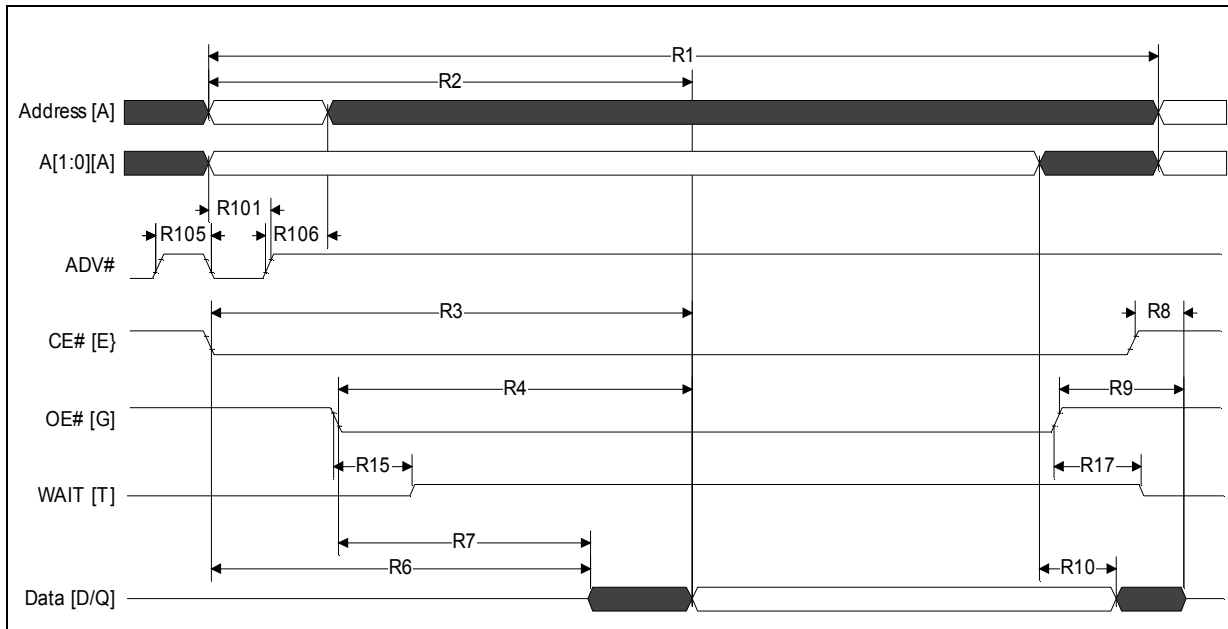 R1
R2
Address [A]
A[1:0][A]
R101
R105
R106
ADV#
R3
R8
CE# [E}
R4
R9
OE# [G]
R15
R17
WAIT [T]
R7
R6
R10
Data [D/Q]